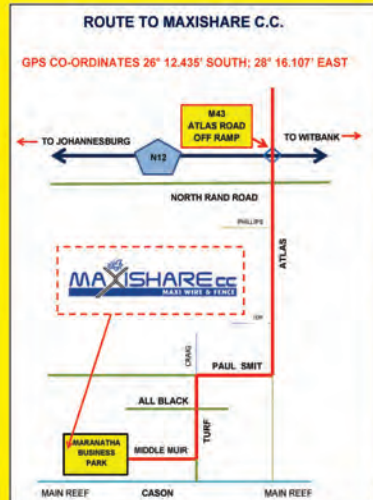 ROUTE TO MAXISHARE C.C.
GPS CO-ORDINATES 26° 12.435' SOUTH; 28° 16.107' EAST
M43
ATLAS ROAD
OFF RAMP
TO JOHANNESBURG
TO WITBANK
N12
NORTH RAND ROAD
PHILLIPS
ATLAS
MAXISHARE cc
MAXI WIRE & FENCE
CRAIG
PAUL SMIT
ALL BLACK
TURF
MARANATHA
BUSINESS
PARK
MIDDLE MUIR
MAIN REEF
CASON
MAIN REEF